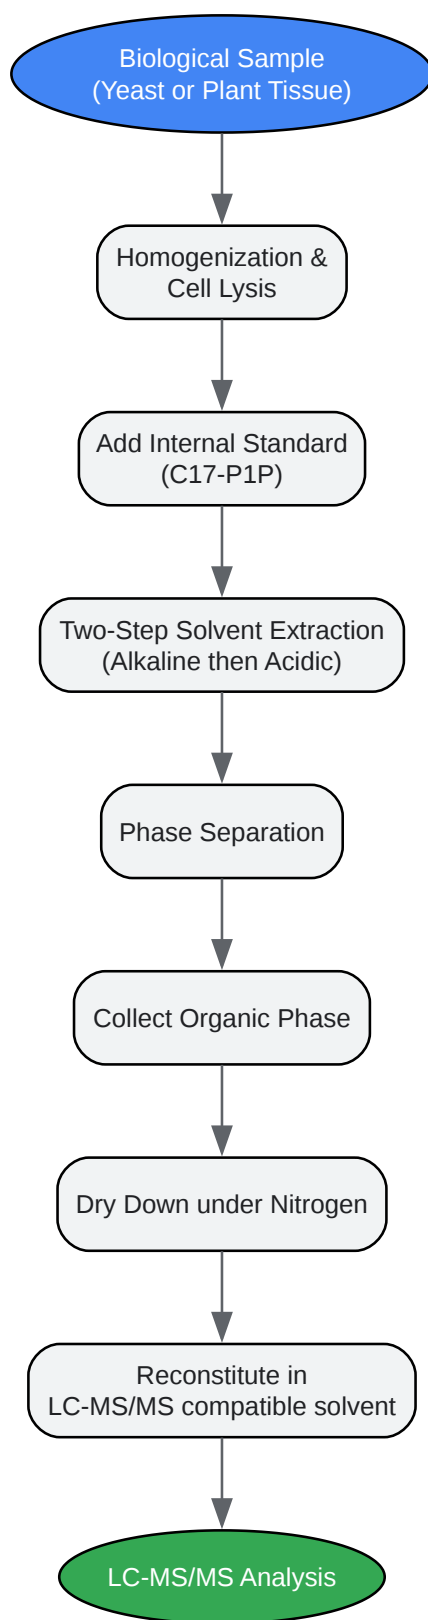 Biological Sample
(Yeast or Plant Tissue)
Homogenization &
Cell Lysis
Add Internal Standard
(C17-P1P)
Two-Step Solvent Extraction
(Alkaline then Acidic)
Phase Separation
Collect Organic Phase
Dry Down under Nitrogen
Reconstitute in
LC-MS/MS compatible solvent
LC-MS/MS Analysis